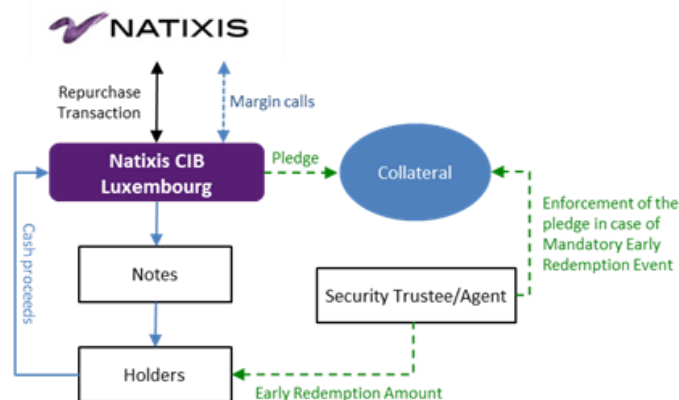 NATIXIS
Repurchase
Transaction
Margin calls
Natixis CIB
Luxembourg
Pledge
Collateral
Enforcement of the
pledge in case of
Mandatory Early
Redemption Event
Cash proceeds
Notes
Security Trustee/Agent
Holders
Early Redemption Amount